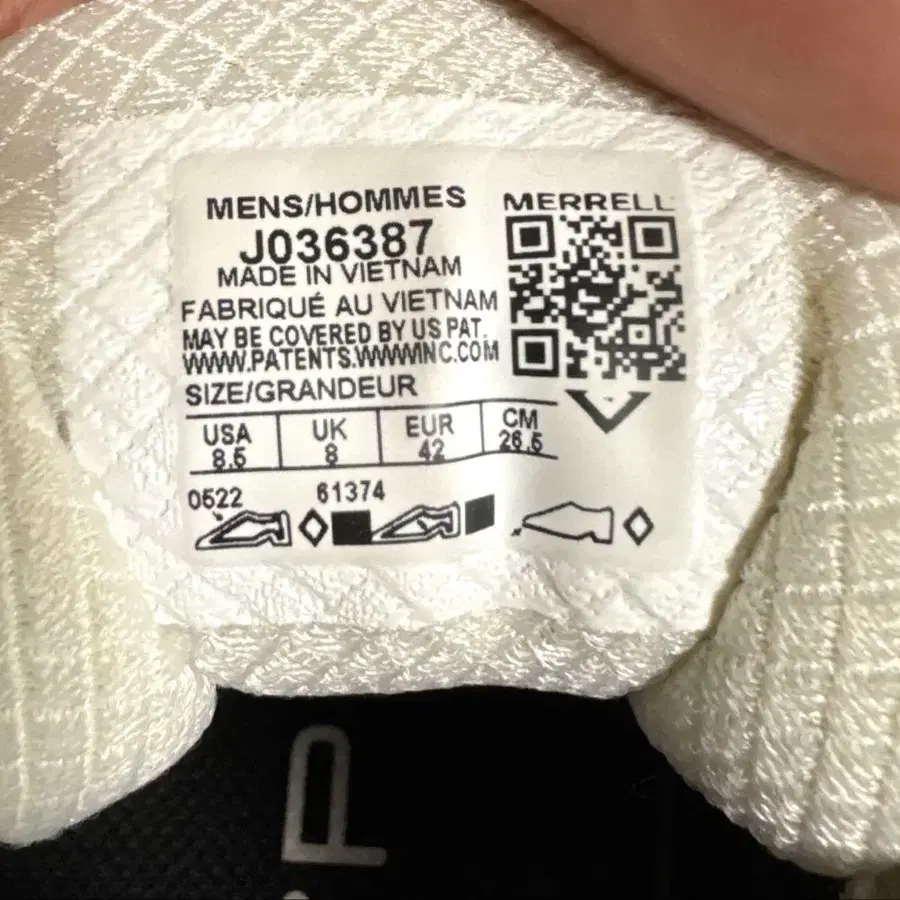 MENS/HOMMES
J036387
MADE IN VIETNAM
FABRIQUÉ AU VIETNAM
MAY BE COVERED BY US PAT.
WWW.PATENTS.WWWINC.COM
SIZE/GRANDEUR
USA UK EUR CM
8.5 8 42 26.5
0522 61374
MERRELL
P